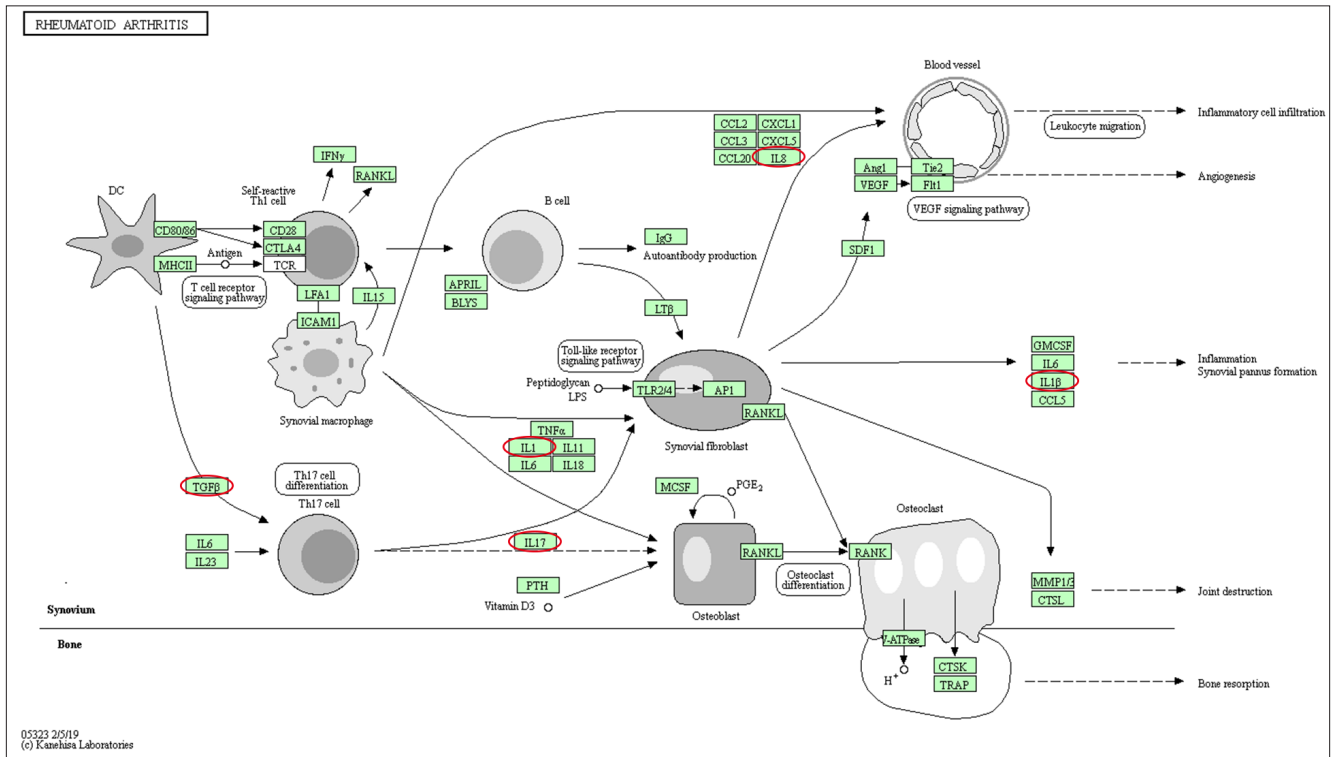 RHEUMATOID ARTHRITIS
Blood vessel
Inflammatory cell infiltration
Leukocyte migration
CCL2
CXCL1
CCL3
CXCL5
CCL20
IL8
Ang1
Tie2
VEGF
Flt1
Angiogenesis
VEGF signaling pathway
IFNγ
RANKL
DC
Self-reactive
Th1 cell
B cell
CD80/86
CD28
CTLA4
Antigen
MHCII
TCR
T cell receptor
signaling pathway
IgG
Autoantibody production
SDF1
LFA1
IL15
APRIL
BLYS
LTβ
ICAM1
Synovial macrophage
Toll-like receptor
signaling pathway
Peptidoglycan
LPS
TLR2/4
AP1
RANKL
Synovial fibroblast
GMCSF
IL6
IL1β
CCL5
Inflammation
Synovial pannus formation
TNFα
IL1
IL11
IL6
IL18
TGFβ
Th17 cell
differentiation
Th17 cell
MCSF
PGE2
Osteoclast
IL6
IL23
IL17
RANKL
RANK
Osteoclast
differentiation
PTH
Vitamin D3
Osteoblast
MMP1/3
CTSL
Joint destruction
Synovium
Bone
V-ATPase
H+
CTSK
TRAP
Bone resorption
05323 2/5/19
(c) Kanehisa Laboratories